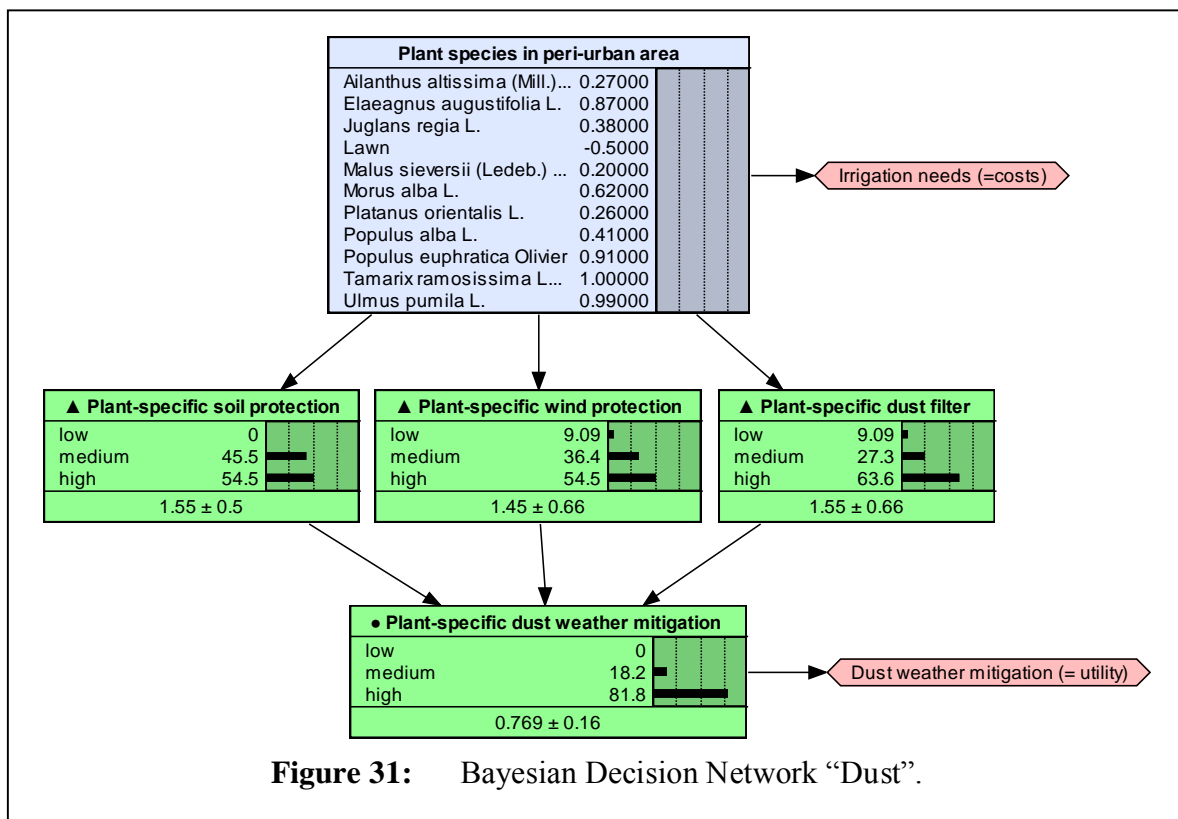 Plant species in peri-urban area
Ailanthus altissima (Mill.)... 0.27000
Elaeagnus augustifolia L. 0.87000
Juglans regia L. 0.38000
Lawn -0.5000
Malus sieversii (Ledeb.) ... 0.20000
Morus alba L. 0.62000
Platanus orientalis L. 0.26000
Populus alba L. 0.41000
Populus euphratica Olivier 0.91000
Tamarix ramosissima L... 1.00000
Ulmus pumila L. 0.99000
Irrigation needs (=costs)
▲ Plant-specific soil protection
low 0
medium 45.5
high 54.5
1.55 ± 0.5
▲ Plant-specific wind protection
low 9.09
medium 36.4
high 54.5
1.45 ± 0.66
▲ Plant-specific dust filter
low 9.09
medium 27.3
high 63.6
1.55 ± 0.66
● Plant-specific dust weather mitigation
low 0
medium 18.2
high 81.8
0.769 ± 0.16
Dust weather mitigation (= utility)
Figure 31: Bayesian Decision Network “Dust”.